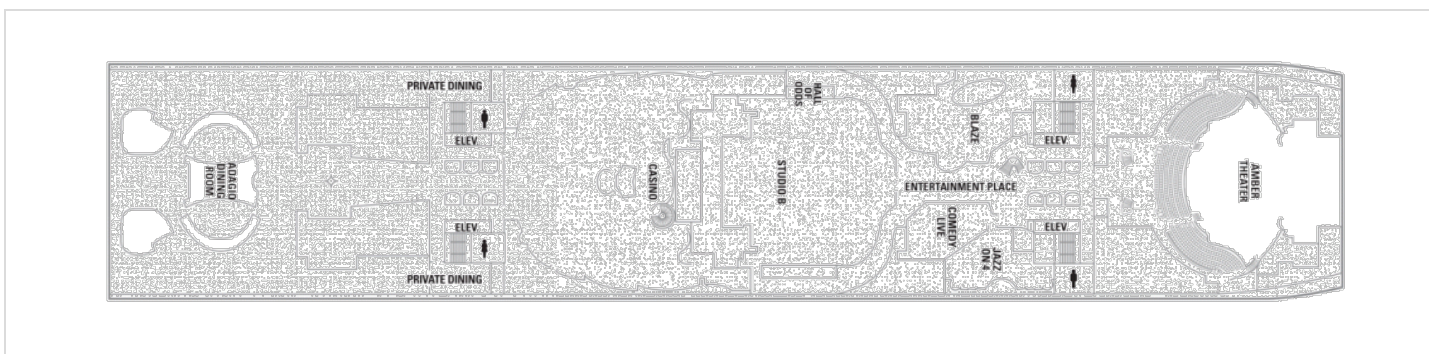 PRIVATE DINING
ELEV
ELEV
PRIVATE DINING
ADAGIO
DINING
ROOM
CASINO
STUDIO B
HALL
OF
ODDS
BLAZE
ENTERTAINMENT PLACE
COMEDY
LIVE
JAZZ
ON 4
ELEV
ELEV
AMBER
THEATER